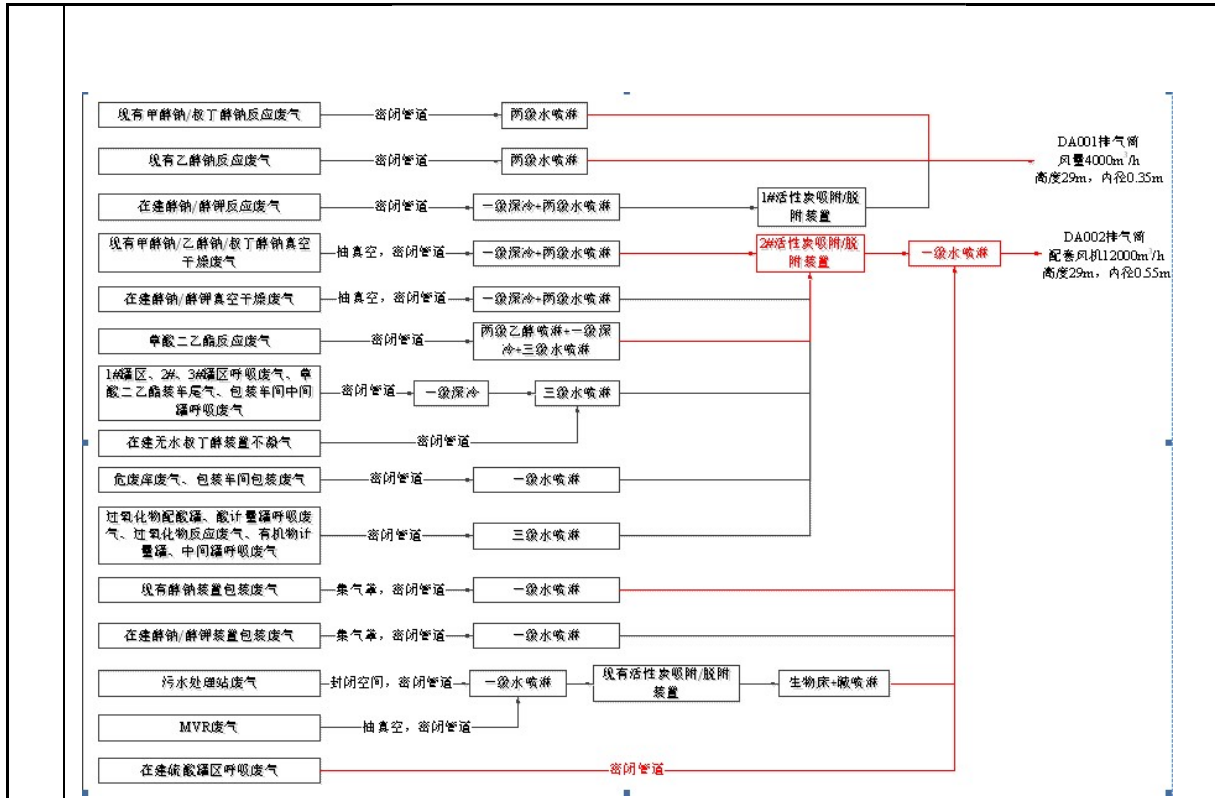 现有甲醇钠/叔丁醇钠反应废气
密闭管道
两级水喷淋
DA001排气筒
风量4000m³/h
高度29m，内径0.35m
现有乙醇钠反应废气
密闭管道
两级水喷淋
在建醇钠/醇钾反应废气
密闭管道
一级深冷+两级水喷淋
1#活性炭吸附/脱
附装置
现有甲醇钠/乙醇钠/叔丁醇钠真空
干燥废气
抽真空，密闭管道
一级深冷+两级水喷淋
2#活性炭吸附/脱
附装置
一级水喷淋
DA002排气筒
配套风机12000m³/h
高度29m，内径0.55m
在建醇钠/醇钾真空干燥废气
抽真空，密闭管道
一级深冷+两级水喷淋
草酸二乙酯反应废气
密闭管道
两级乙醇喷淋+一级深
冷+三级水喷淋
1#罐区、2#、3#罐区呼吸废气、草
酸二乙酯装车尾气、包装车间中间
罐呼吸废气
密闭管道
一级深冷
三级水喷淋
在建无水叔丁醇装置不凝气
密闭管道
危废库废气、包装车间包装废气
密闭管道
一级水喷淋
过氧化物配酸罐、酸计量罐呼吸废
气、过氧化物反应废气、有机物计
量罐、中间罐呼吸废气
密闭管道
三级水喷淋
现有醇钠装置包装废气
集气罩，密闭管道
一级水喷淋
在建醇钠/醇钾装置包装废气
集气罩，密闭管道
一级水喷淋
污水处理站废气
封闭空间，密闭管道
一级水喷淋
现有活性炭吸附/脱附
装置
生物床+碱喷淋
MVR废气
抽真空，密闭管道
在建硫酸罐区呼吸废气
密闭管道